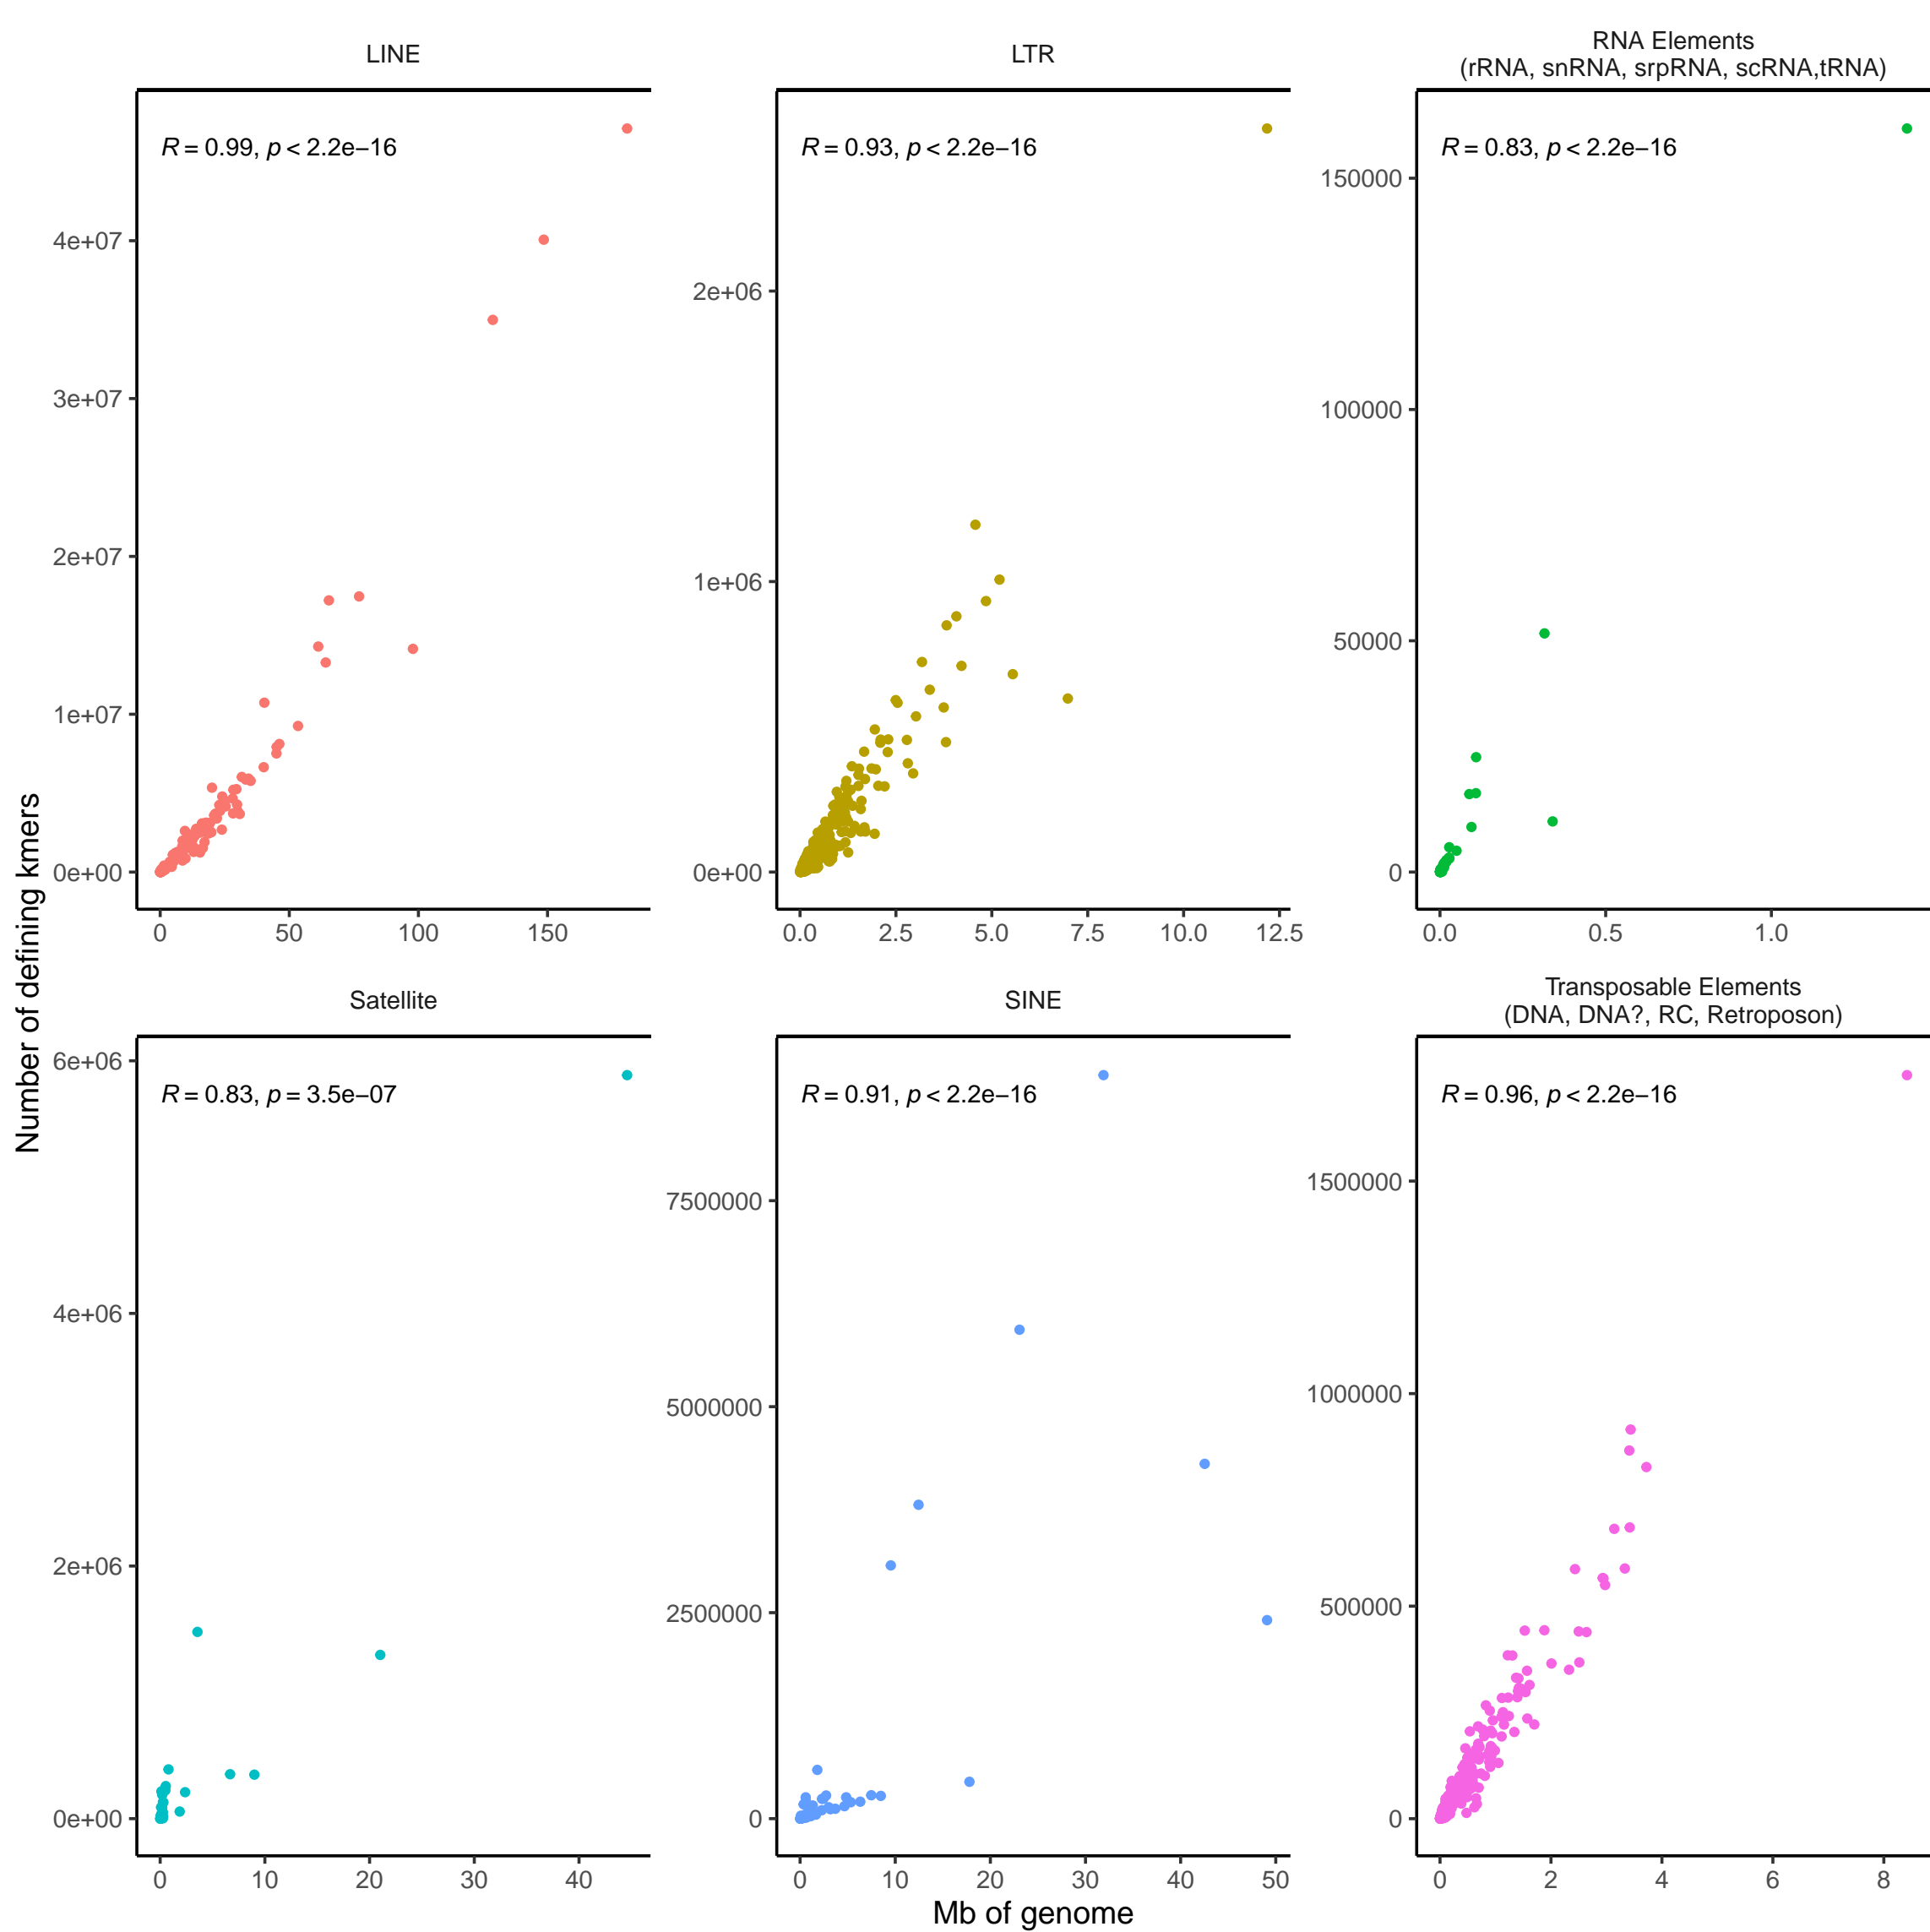 LINE
LTR
RNA Elements
(rRNA, snRNA, srpRNA, scRNA,tRNA)
R = 0.99, p < 2.2e−16
R = 0.93, p < 2.2e−16
R = 0.83, p < 2.2e−16
4e+07
3e+07
2e+07
1e+07
0e+00
2e+06
1e+06
0e+00
150000
100000
50000
0
0 50 100 150
0.0 2.5 5.0 7.5 10.0 12.5
0.0 0.5 1.0
Number of defining kmers
Satellite
SINE
Transposable Elements
(DNA, DNA?, RC, Retroposon)
R = 0.83, p = 3.5e−07
R = 0.91, p < 2.2e−16
R = 0.96, p < 2.2e−16
6e+06
4e+06
2e+06
0e+00
7500000
5000000
2500000
0
1500000
1000000
500000
0
0 10 20 30 40
0 10 20 30 40 50
0 2 4 6 8
Mb of genome